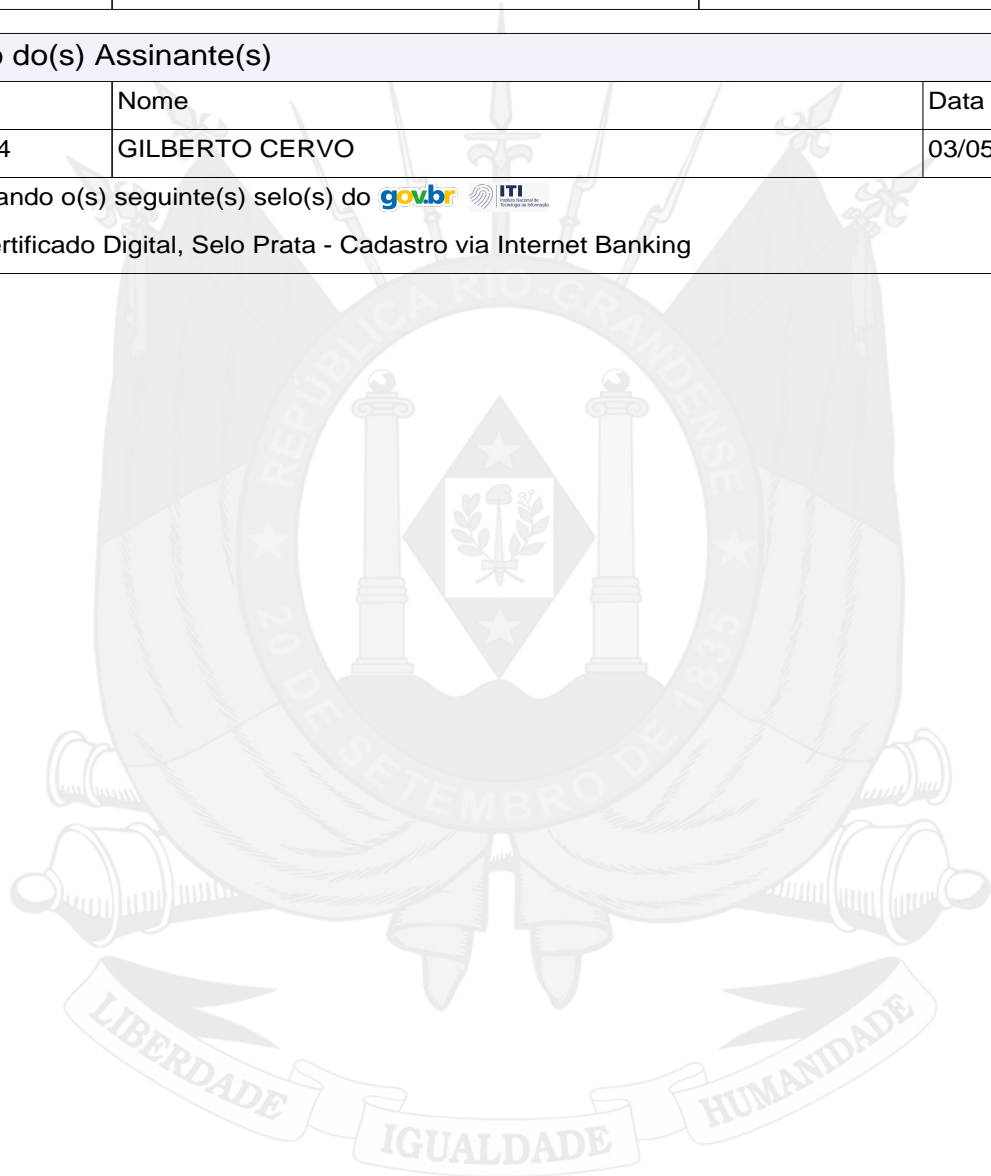 o do(s) Assinante(s)
Nome Data
4 GILBERTO CERVO 03/05
ando o(s) seguinte(s) selo(s) do gov.br ITI
ertificado Digital, Selo Prata - Cadastro via Internet Banking
REPÚBLICA RIO-GRANDENSE
20 DE SETEMBRO DE 1835
LIBERDADE IGUALDADE HUMANIDADE